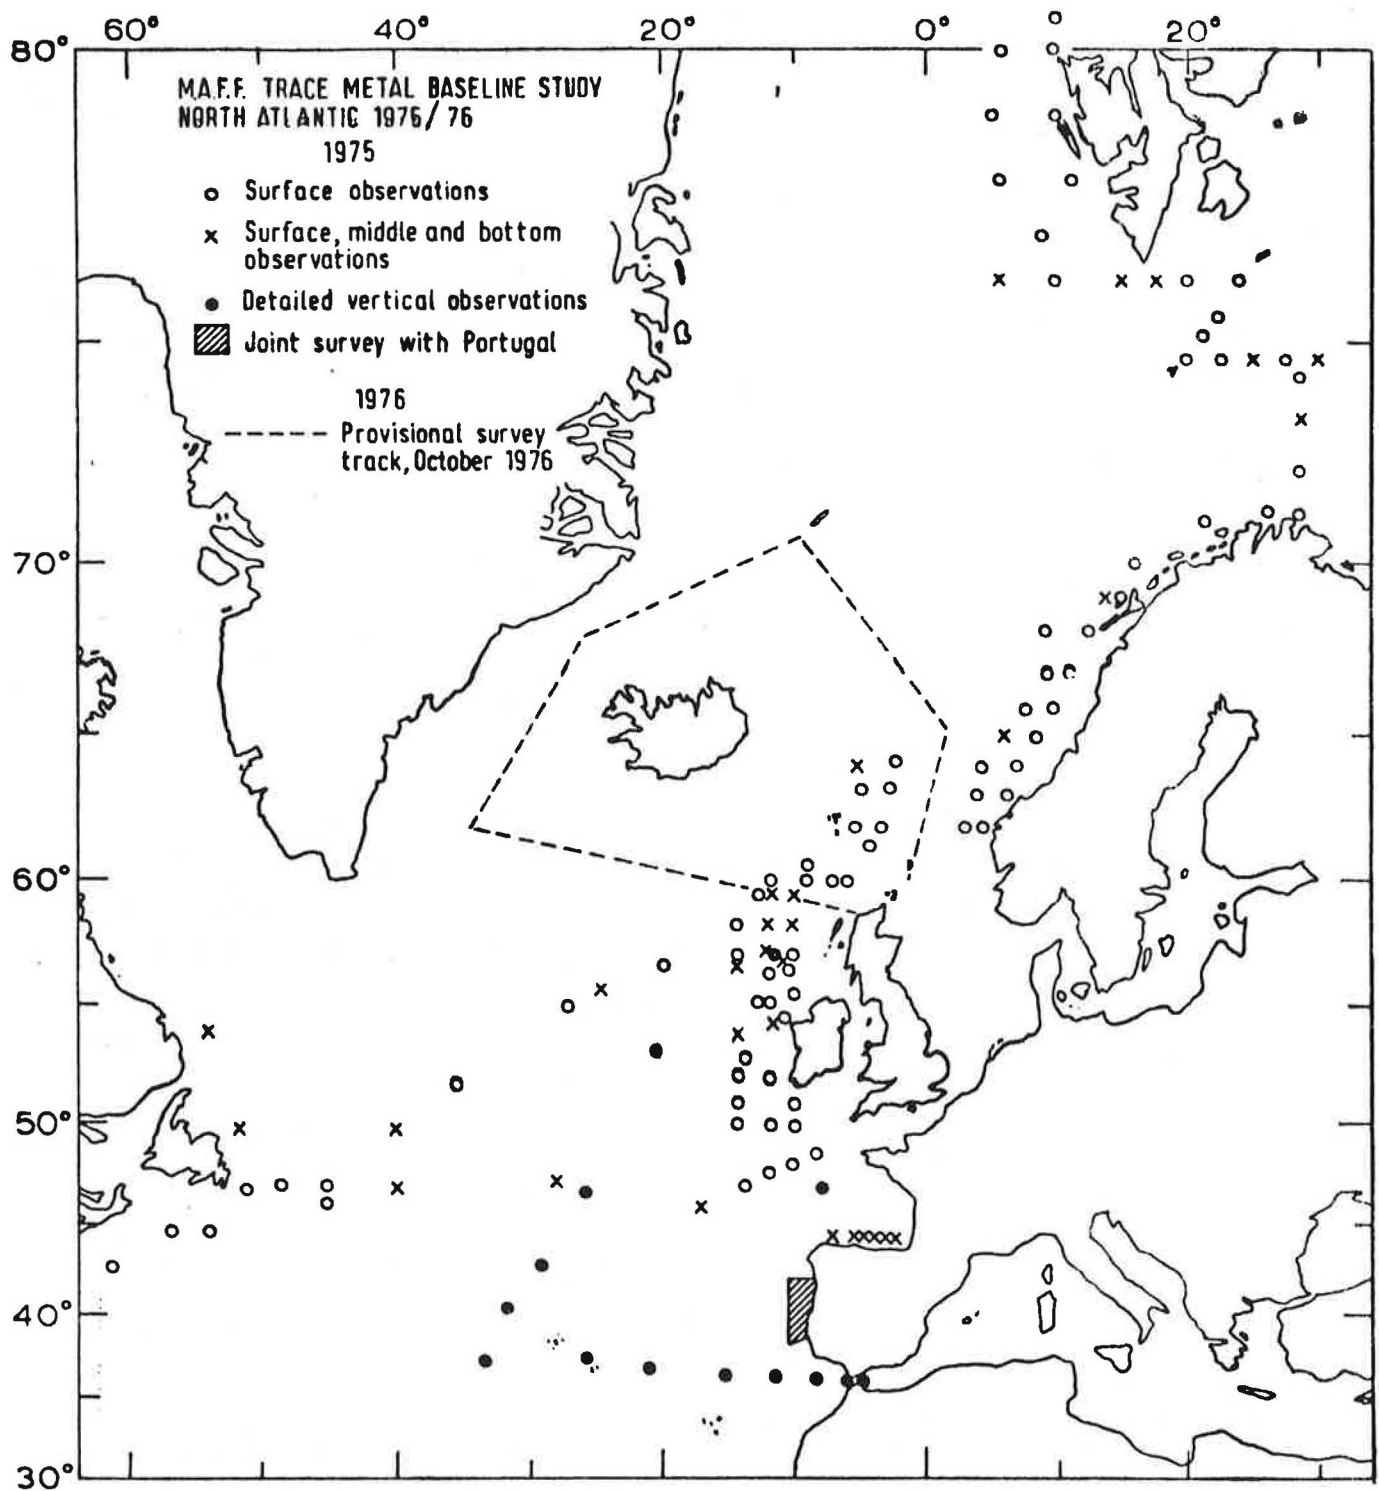 60° 40° 20° 0° 20°
80°
M.A.F.F. TRACE METAL BASELINE STUDY
NORTH ATLANTIC 1976/76
1975
Surface observations
Surface, middle and bottom
observations
Detailed vertical observations
Joint survey with Portugal
1976
Provisional survey
track, October 1976
70°
60°
50°
40°
30°